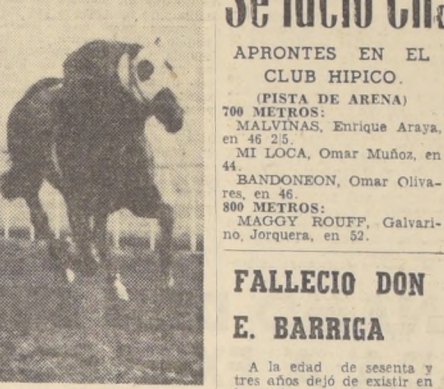 Se lució
APRONTES EN EL
CLUB HIPICO.
(PISTA DE ARENA)
700 METROS:
MALVINAS, Enrique Araya,
en 46 2|5.
MI LOCA, Omar Muñoz, en
44.
BANDONEON, Omar Oliva-
res, en 46.
800 METROS:
MAGGY ROUFF, Galvari-
no, Jorquera, en 52.
FALLECIO DON
E. BARRIGA
A la edad de sesenta y
tres años dejó de existir en